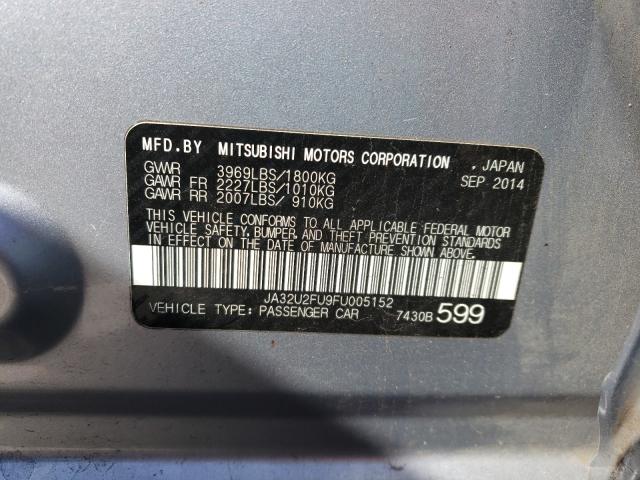 MFD.BY MITSUBISHI MOTORS CORPORATION , JAPAN
GVWR 3969LBS/1800KG SEP 2014
GAWR FR 2227LBS/1010KG
GAWR RR 2007LBS/ 910KG
THIS VEHICLE CONFORMS TO ALL APPLICABLE FEDERAL MOTOR
VEHICLE SAFETY, BUMPER, AND THEFT PREVENTION STANDARDS
IN EFFECT ON THE DATE OF MANUFACTURE SHOWN ABOVE.
JA32U2FU9FU005152
VEHICLE TYPE: PASSENGER CAR 7430B 599